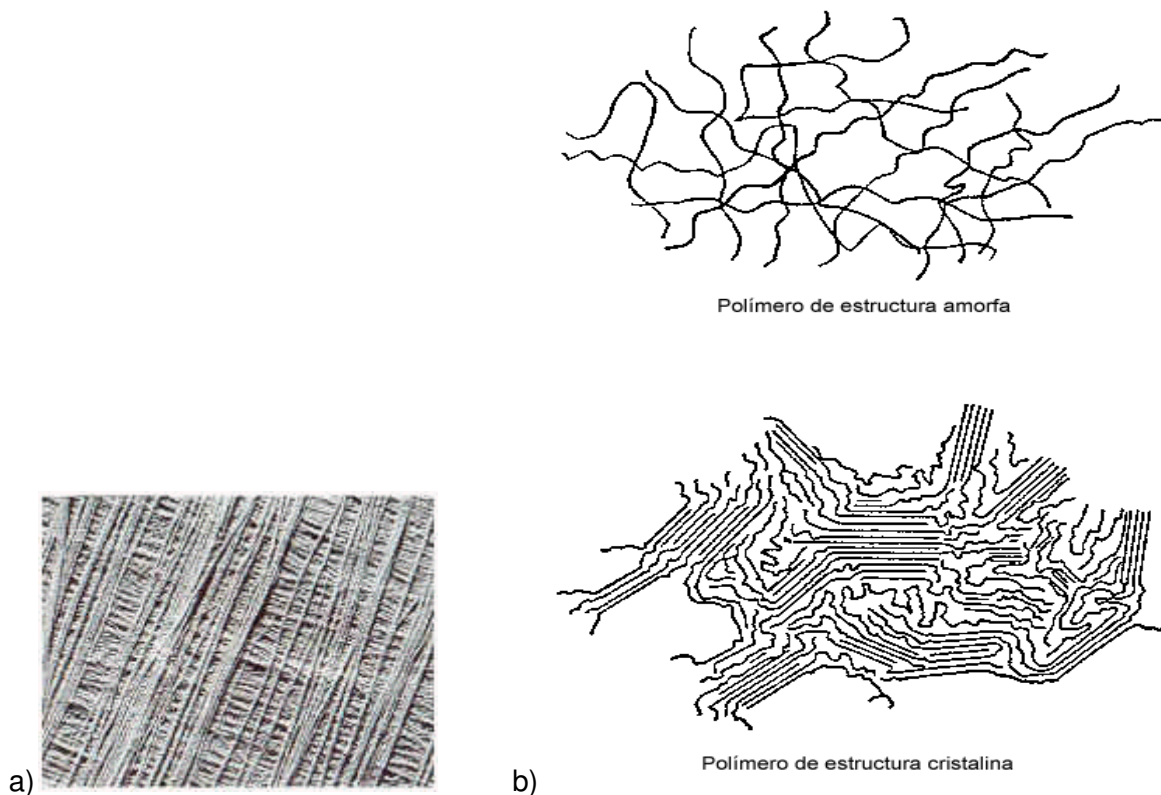 Polímero de estructura amorfa
a)
b)
Polímero de estructura cristalina